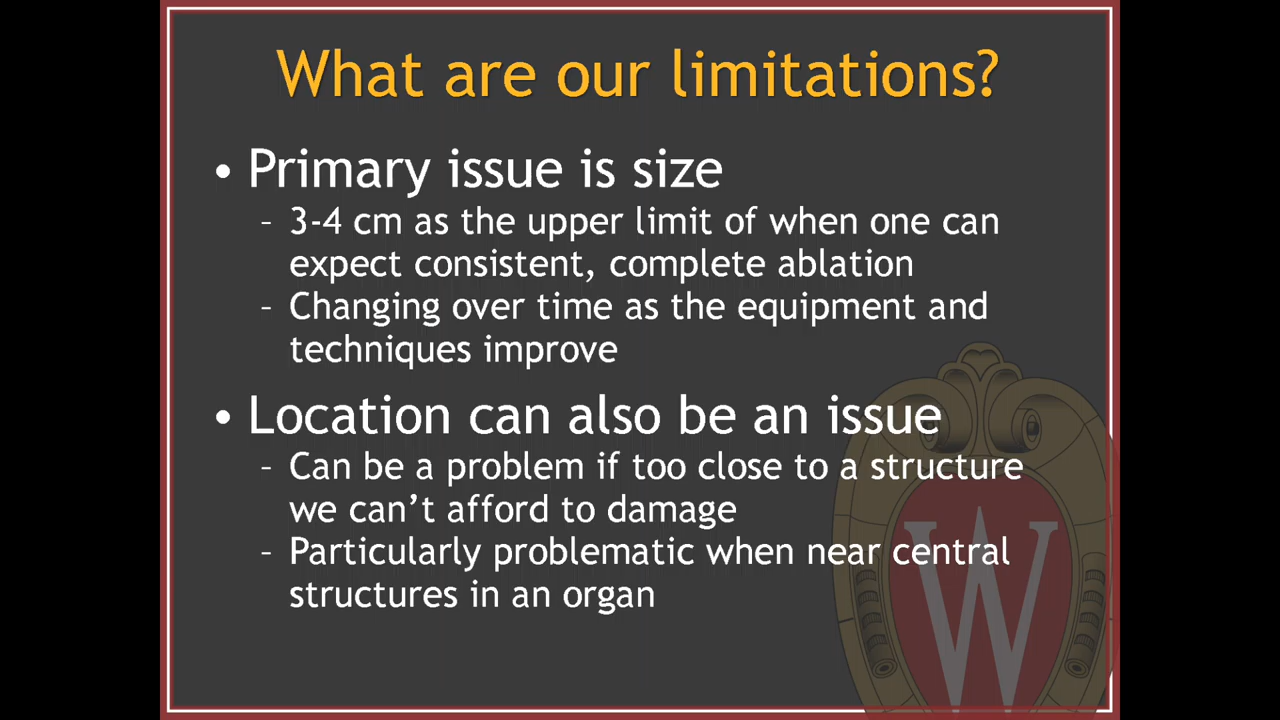 What are our limitations?
• Primary issue is size
– 3-4 cm as the upper limit of when one can
expect consistent, complete ablation
– Changing over time as the equipment and
techniques improve
• Location can also be an issue
– Can be a problem if too close to a structure
we can’t afford to damage
– Particularly problematic when near central
structures in an organ
W